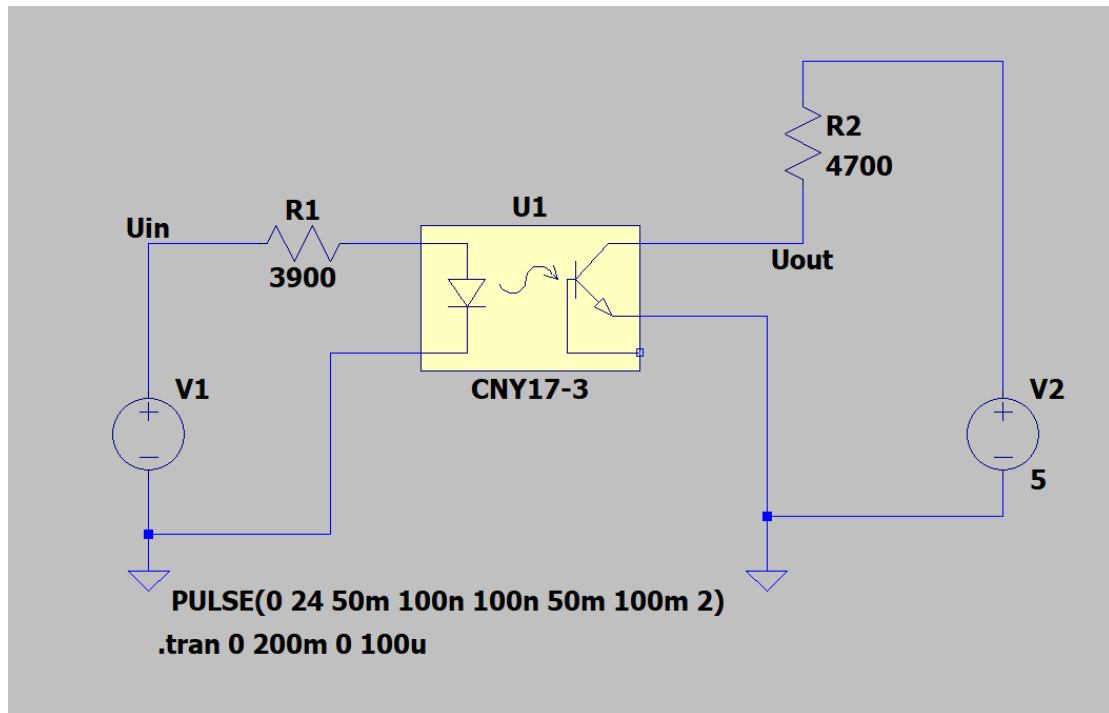 R2
4700
U1
R1
Uin
3900
Uout
CNY17-3
V1
V2
5
PULSE(0 24 50m 100n 100n 50m 100m 2)
.tran 0 200m 0 100u